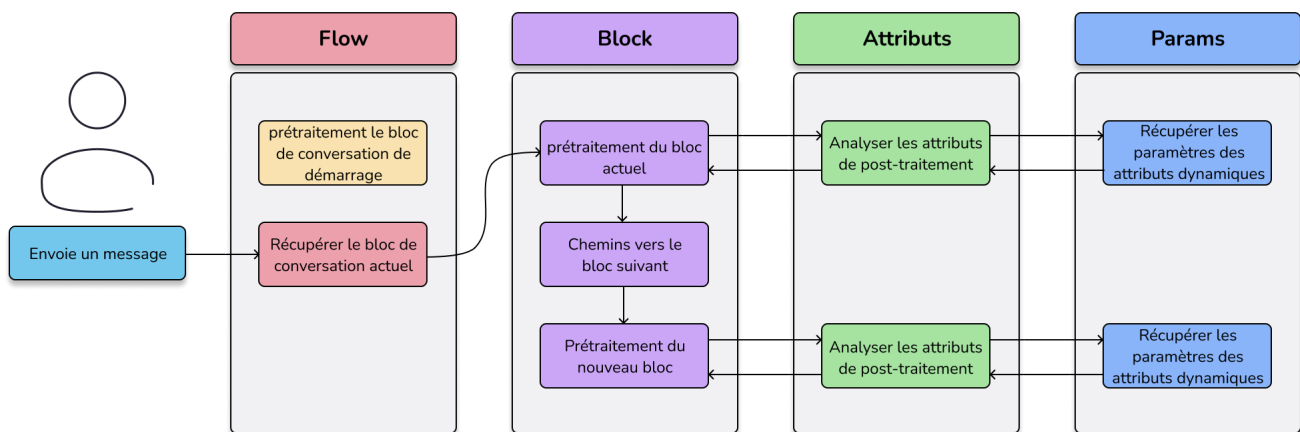 Flow
Block
Attributs
Params
prétraitement le bloc
de conversation de
démarrage
prétraitement du bloc
actuel
Analyser les attributs
de post-traitement
Récupérer les
paramètres des
attributs dynamiques
Envoie un message
Récupérer le bloc de
conversation actuel
Chemins vers le
bloc suivant
Prétraitement du
nouveau bloc
Analyser les attributs
de post-traitement
Récupérer les
paramètres des
attributs dynamiques